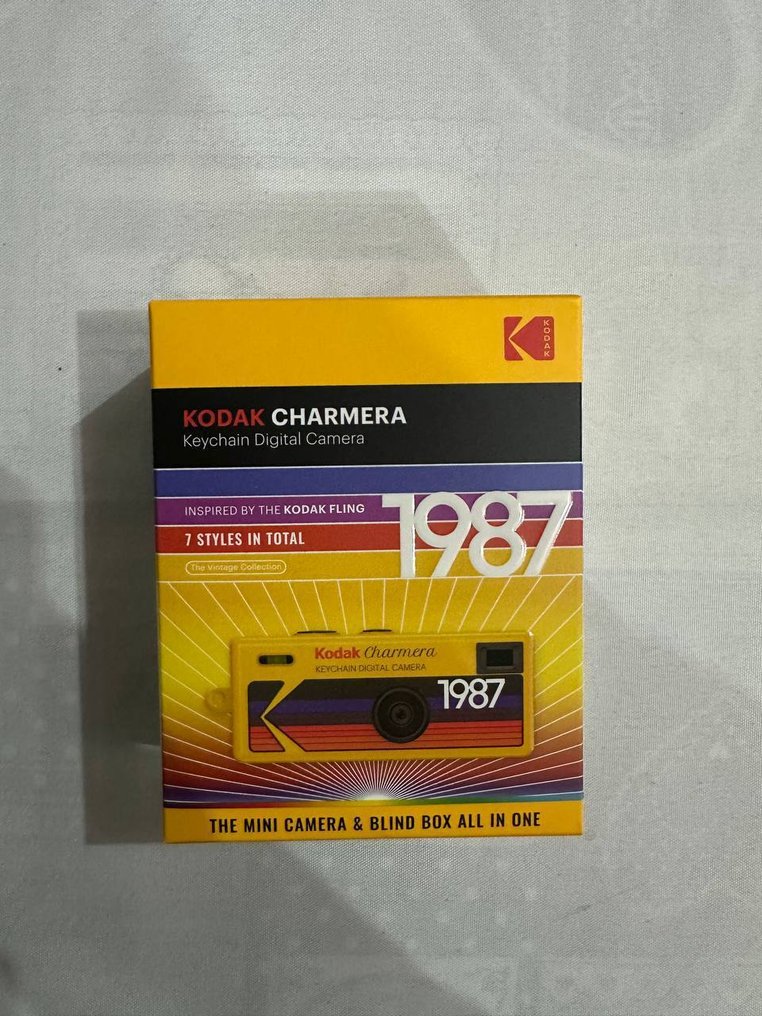 KODAK
KODAK CHARMERA
Keychain Digital Camera
INSPIRED BY THE KODAK FLING
1987
7 STYLES IN TOTAL
The Vintage Collection
Kodak Charmera
KEYCHAIN DIGITAL CAMERA
1987
THE MINI CAMERA & BLIND BOX ALL IN ONE